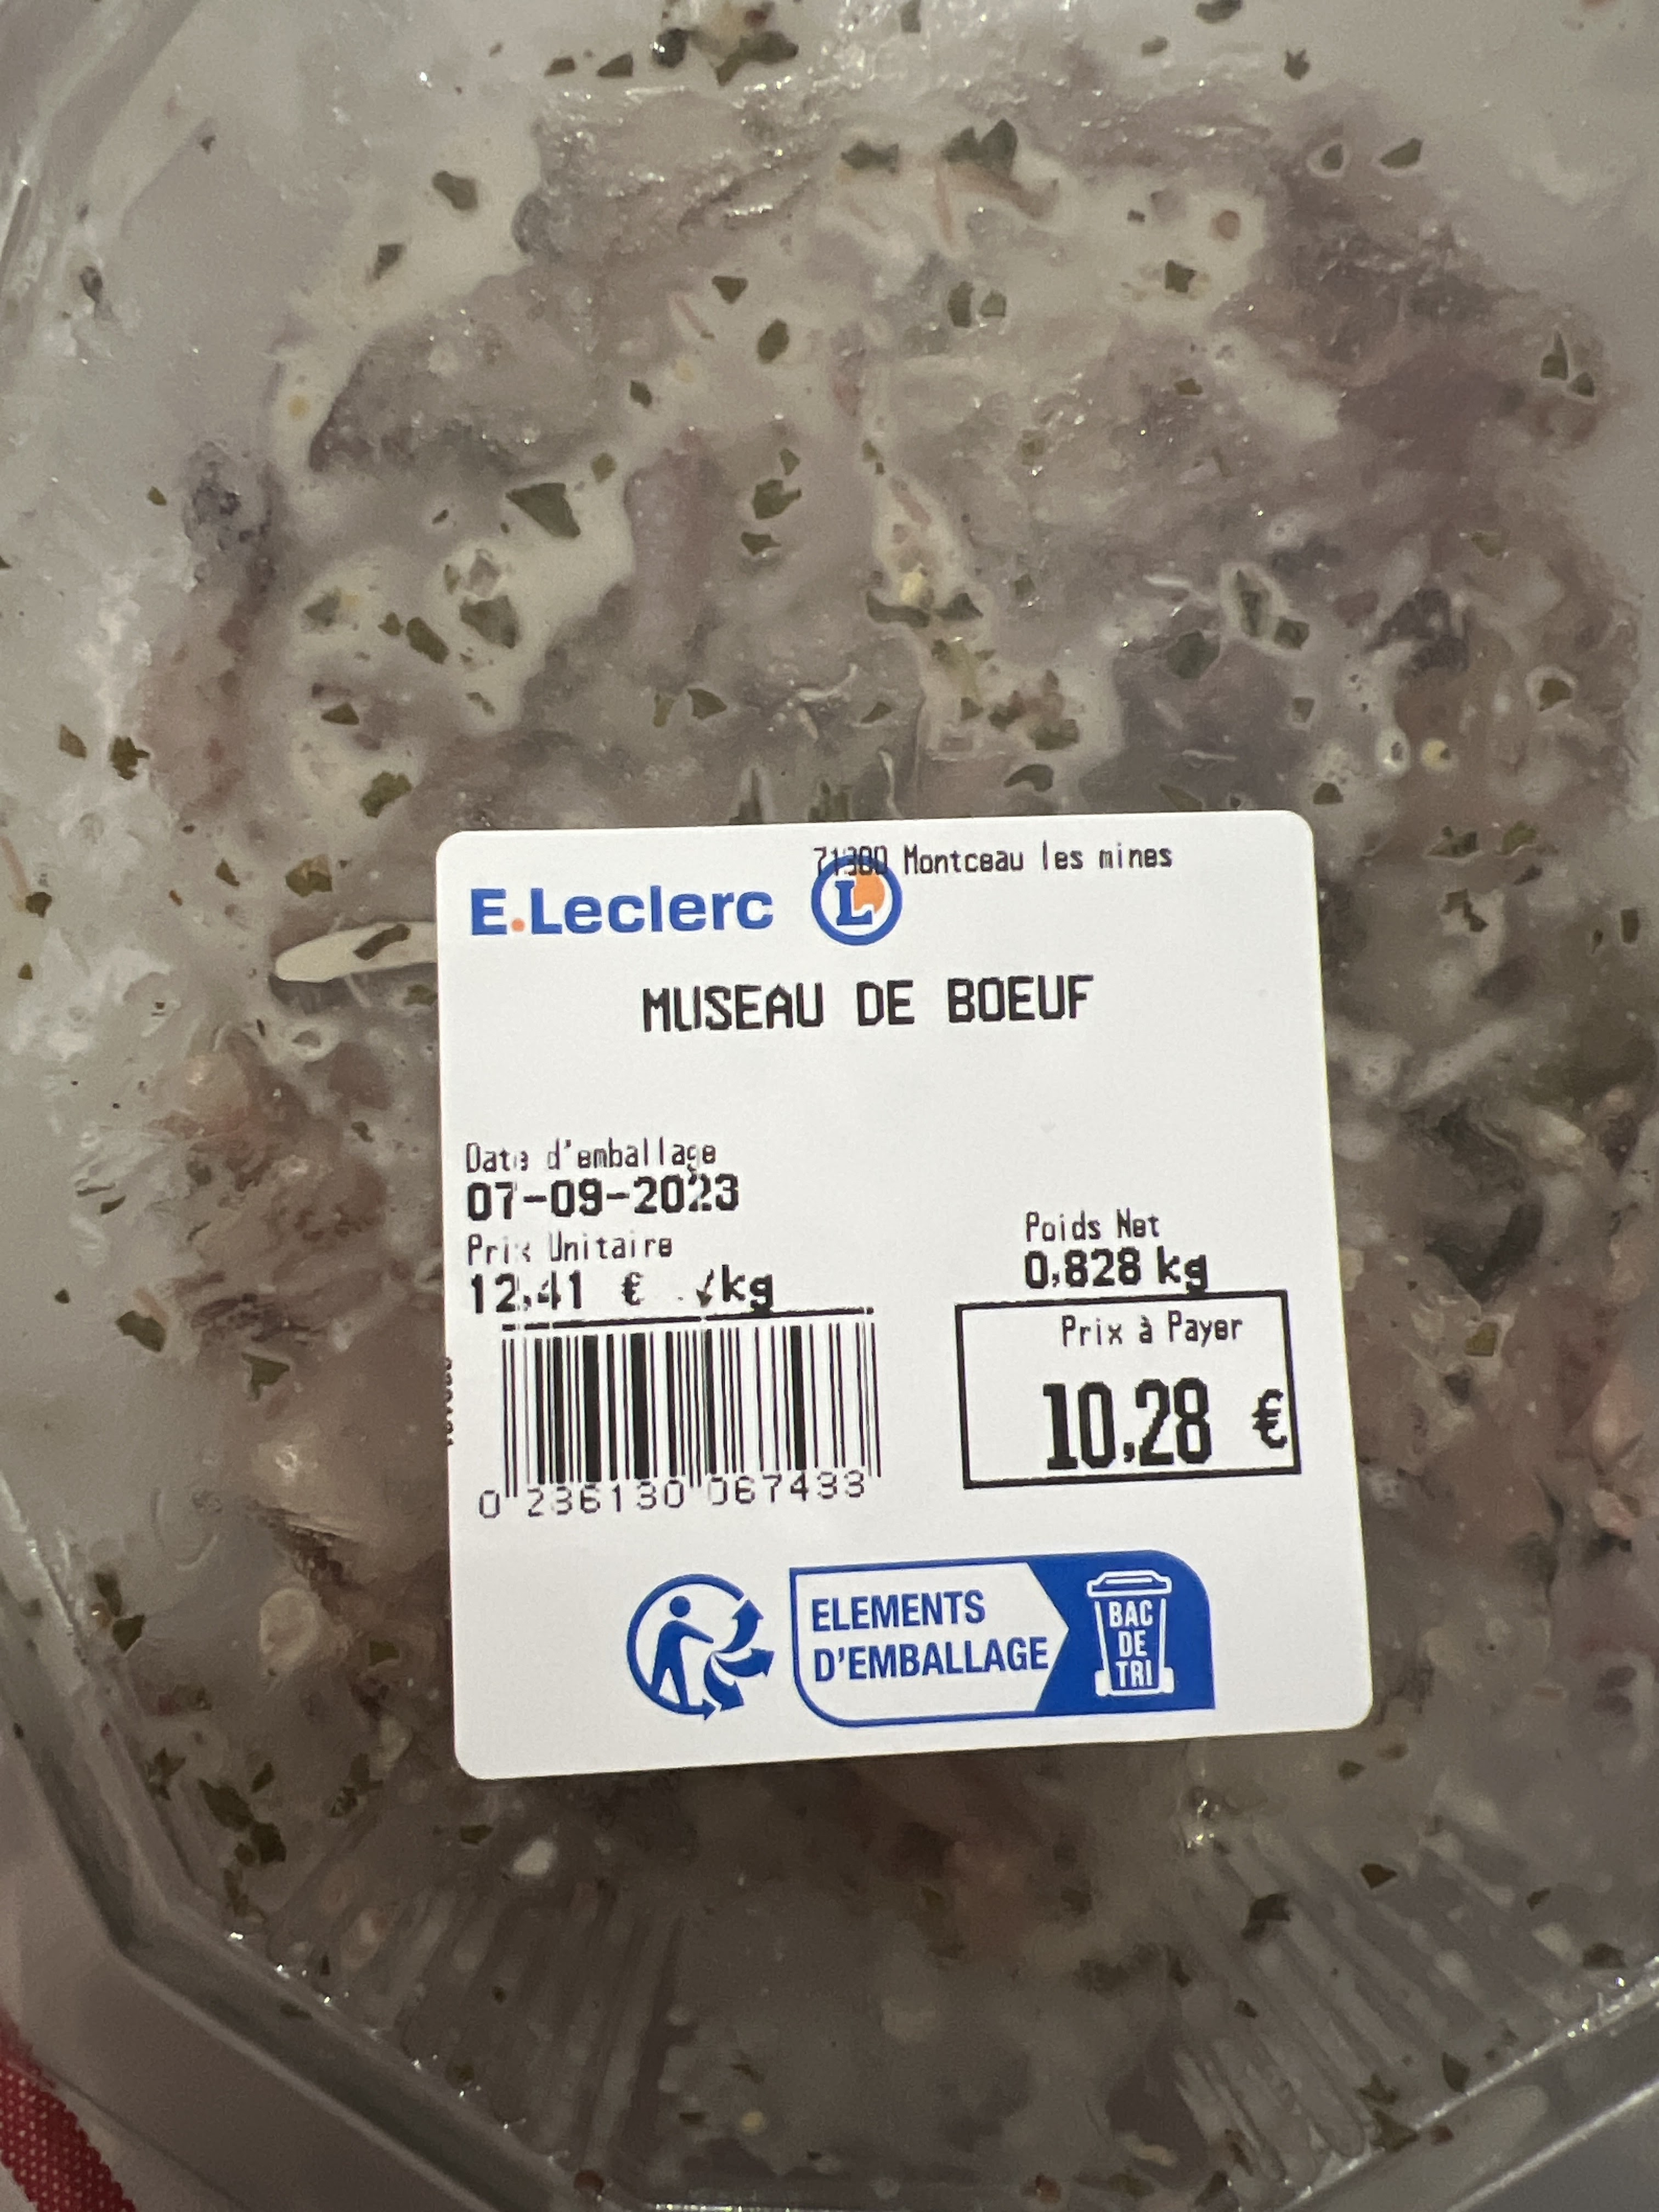 71300 Montceau les mines
E.Leclerc L
MUSEAU DE BOEUF
Date d'emballage
07-09-2023
Prix Unitaire
12,41 € /kg
Poids Net
0,828 kg
Prix à Payer
10,28 €
0 236130 067433
ELEMENTS
D'EMBALLAGE
BAC
DE
TRI